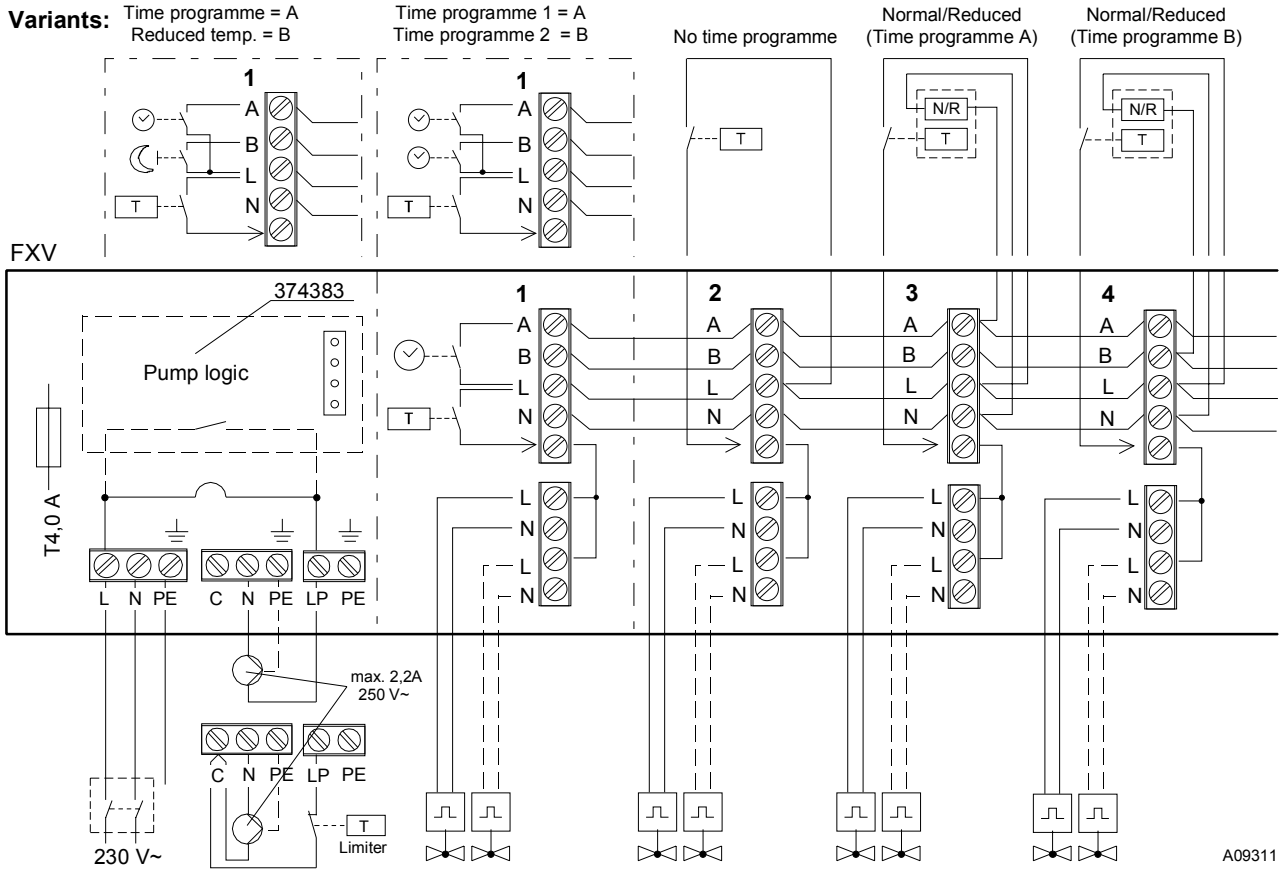 Variants:
Time programme = A
Reduced temp. = B
Time programme 1 = A
Time programme 2 = B
No time programme
Normal/Reduced
(Time programme A)
Normal/Reduced
(Time programme B)
1
A
B
L
N
T
1
A
B
L
N
T
T
N/R
T
N/R
T
FXV
374383
Pump logic
T4,0 A
1
A
B
L
N
T
L
N
L
N
2
A
B
L
N
L
N
L
N
3
A
B
L
N
L
N
L
N
4
A
B
L
N
L
N
L
N
L N PE
C N PE
LP PE
max. 2,2A
250 V~
C N PE
LP PE
T
Limiter
230 V~
A09311